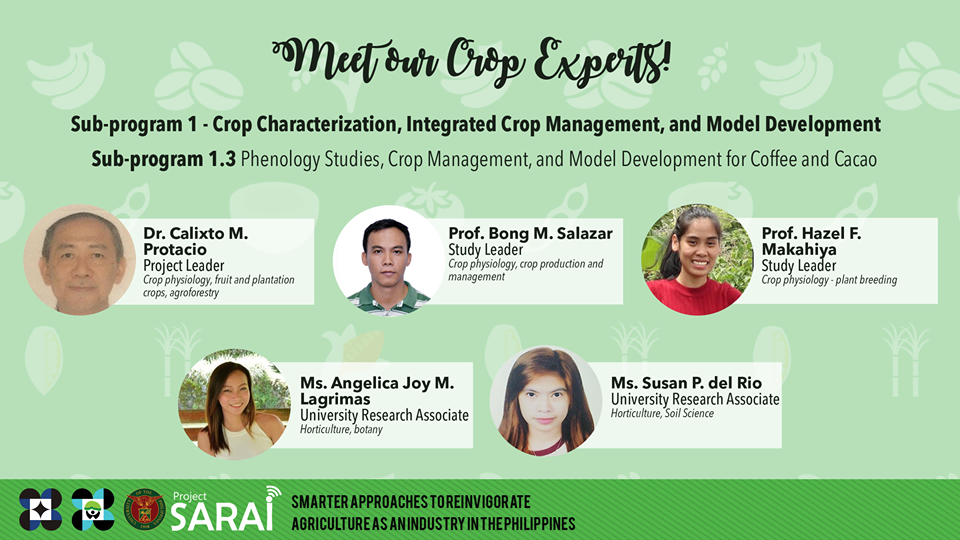 Meet our Crop Experts!
Sub-program 1 - Crop Characterization, Integrated Crop Management, and Model Development
Sub-program 1.3 Phenology Studies, Crop Management, and Model Development for Coffee and Cacao
Dr. Calixto M.
Protacio
Project Leader
Crop physiology, fruit and plantation
crops, agroforestry
Prof. Bong M. Salazar
Study Leader
Crop physiology, crop production and
management
Prof. Hazel F.
Makahiya
Study Leader
Crop physiology - plant breeding
Ms. Angelica Joy M.
Lagrimas
University Research Associate
Horticulture, botany
Ms. Susan P. del Rio
University Research Associate
Horticulture, Soil Science
Project
SARAI
SMARTER APPROACHES TO REINVIGORATE
AGRICULTURE AS AN INDUSTRY IN THE PHILIPPINES